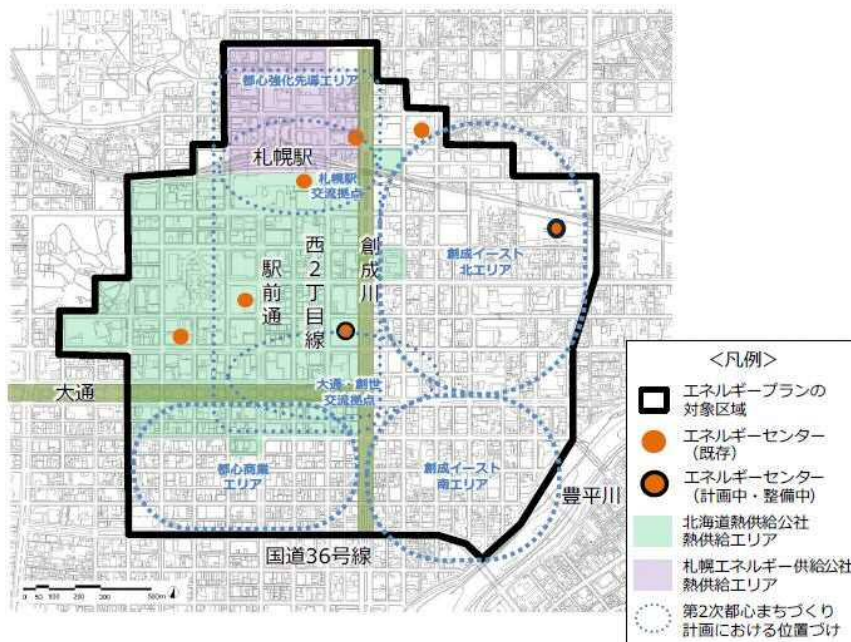 都心強化先導エリア
札幌駅
札幌駅
交流拠点
創成イースト
北エリア
創成川
西2丁目線
駅前通
大通
大通・創世
交流拠点
都心商業
エリア
創成イースト
南エリア
豊平川
国道36号線
0 50 100 200 300 500m
<凡例>
エネルギープランの
対象区域
エネルギーセンター
(既存)
エネルギーセンター
(計画中・整備中)
北海道熱供給公社
熱供給エリア
札幌エネルギー供給公社
熱供給エリア
第2次都心まちづくり
計画における位置づけ